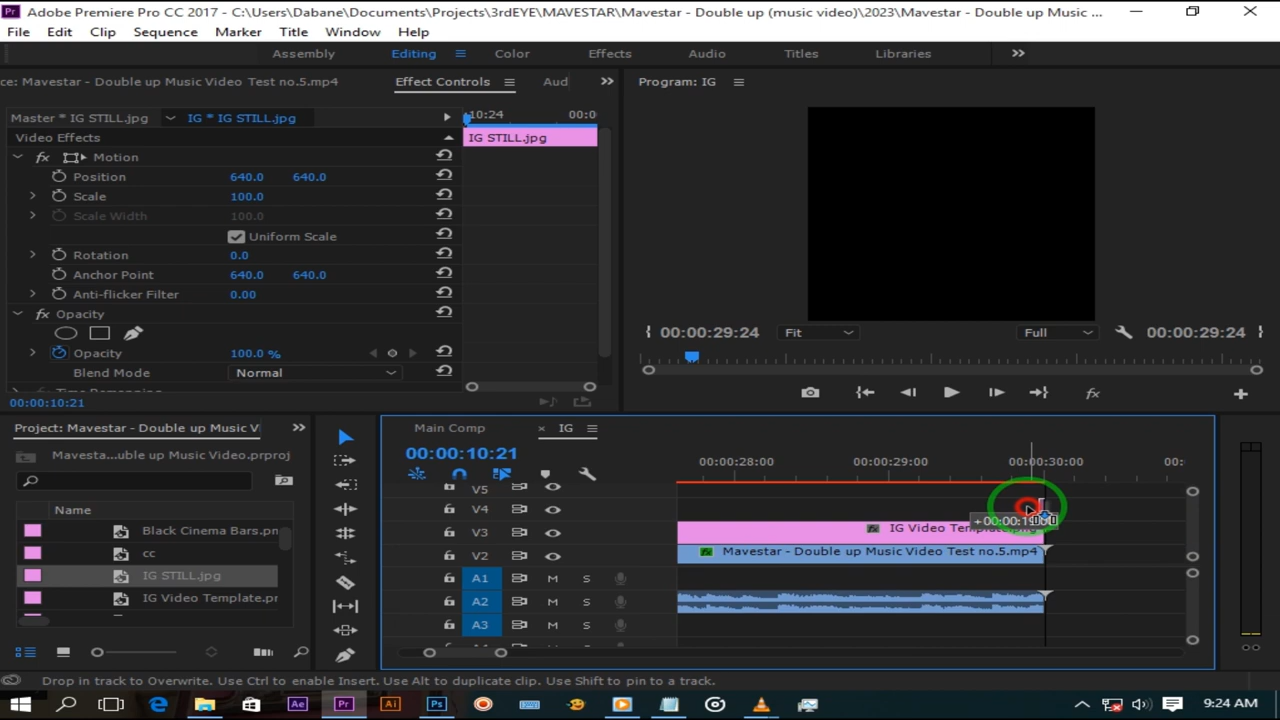 Adobe Premiere Pro CC 2017 - C:\Users\Dabane\Documents\Projects\3rdEYE\MAVESTAR\Mavestar - Double up (music video)\2023\Mavestar - Double up Music ...
File Edit Clip Sequence Marker Title Window Help
Assembly Editing Color Effects Audio Titles Libraries
ce: Mavestar - Double up Music Video Test no.5.mp4 Effect Controls Aud
Program: IG
Master * IG STILL.jpg IG * IG STILL.jpg
10:24 00:0
Video Effects
IG STILL.jpg
fx Motion
Position 640.0 640.0
Scale 100.0
Scale Width 100.0
Uniform Scale
Rotation 0.0
Anchor Point 640.0 640.0
Anti-flicker Filter 0.00
fx Opacity
Opacity 100.0 %
Blend Mode Normal
00:00:10:21
00:00:29:24 Fit Full 00:00:29:24
fx
Project: Mavestar - Double up Music V
Mavesta...uble up Music Video.prproj
Name
Black Cinema Bars.pn
cc
IG STILL.jpg
IG Video Template.pr
Main Comp IG
00:00:10:21
00:00:28:00 00:00:29:00 00:00:30:00 00:
V5
V4
V3
V2
A1 M S
A2 M S
A3 M S
fx IG Video Template.png
fx Mavestar - Double up Music Video Test no.5.mp4
Drop in track to Overwrite. Use Ctrl to enable Insert. Use Alt to duplicate clip. Use Shift to pin to a track.
Ae Pr Ai Ps
9:24 AM